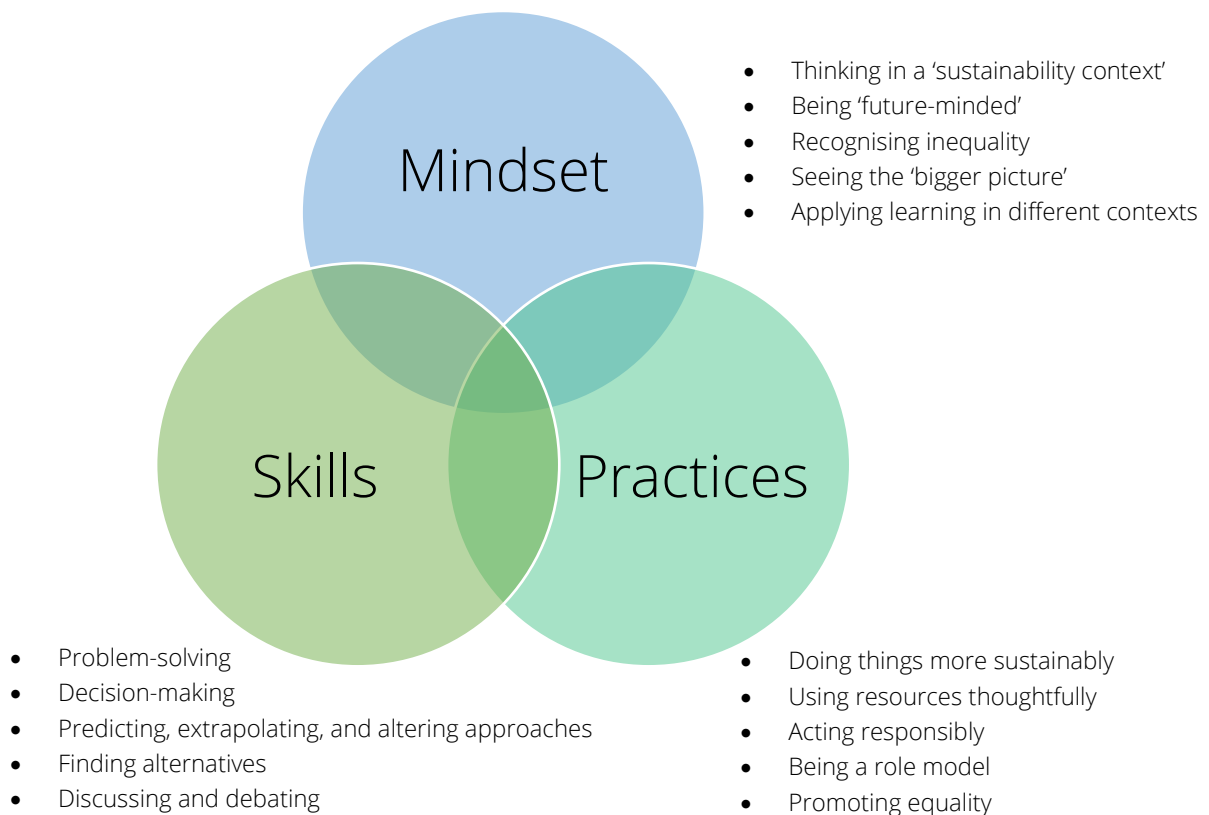 Mindset
• Thinking in a ‘sustainability context’
• Being ‘future-minded’
• Recognising inequality
• Seeing the ‘bigger picture’
• Applying learning in different contexts
Skills
Practices
• Problem-solving
• Decision-making
• Predicting, extrapolating, and altering approaches
• Finding alternatives
• Discussing and debating
• Doing things more sustainably
• Using resources thoughtfully
• Acting responsibly
• Being a role model
• Promoting equality